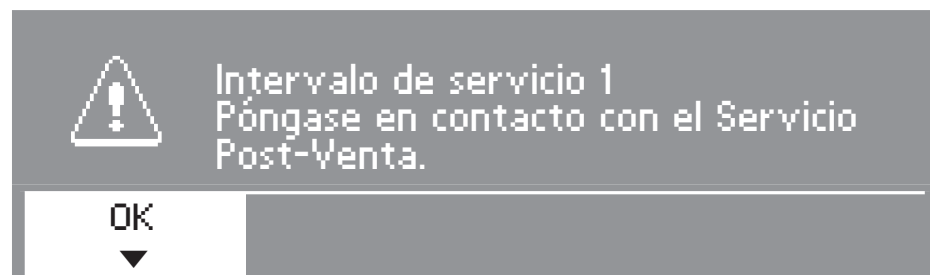 Intervalo de servicio 1
Póngase en contacto con el Servicio
Post-Venta.
OK